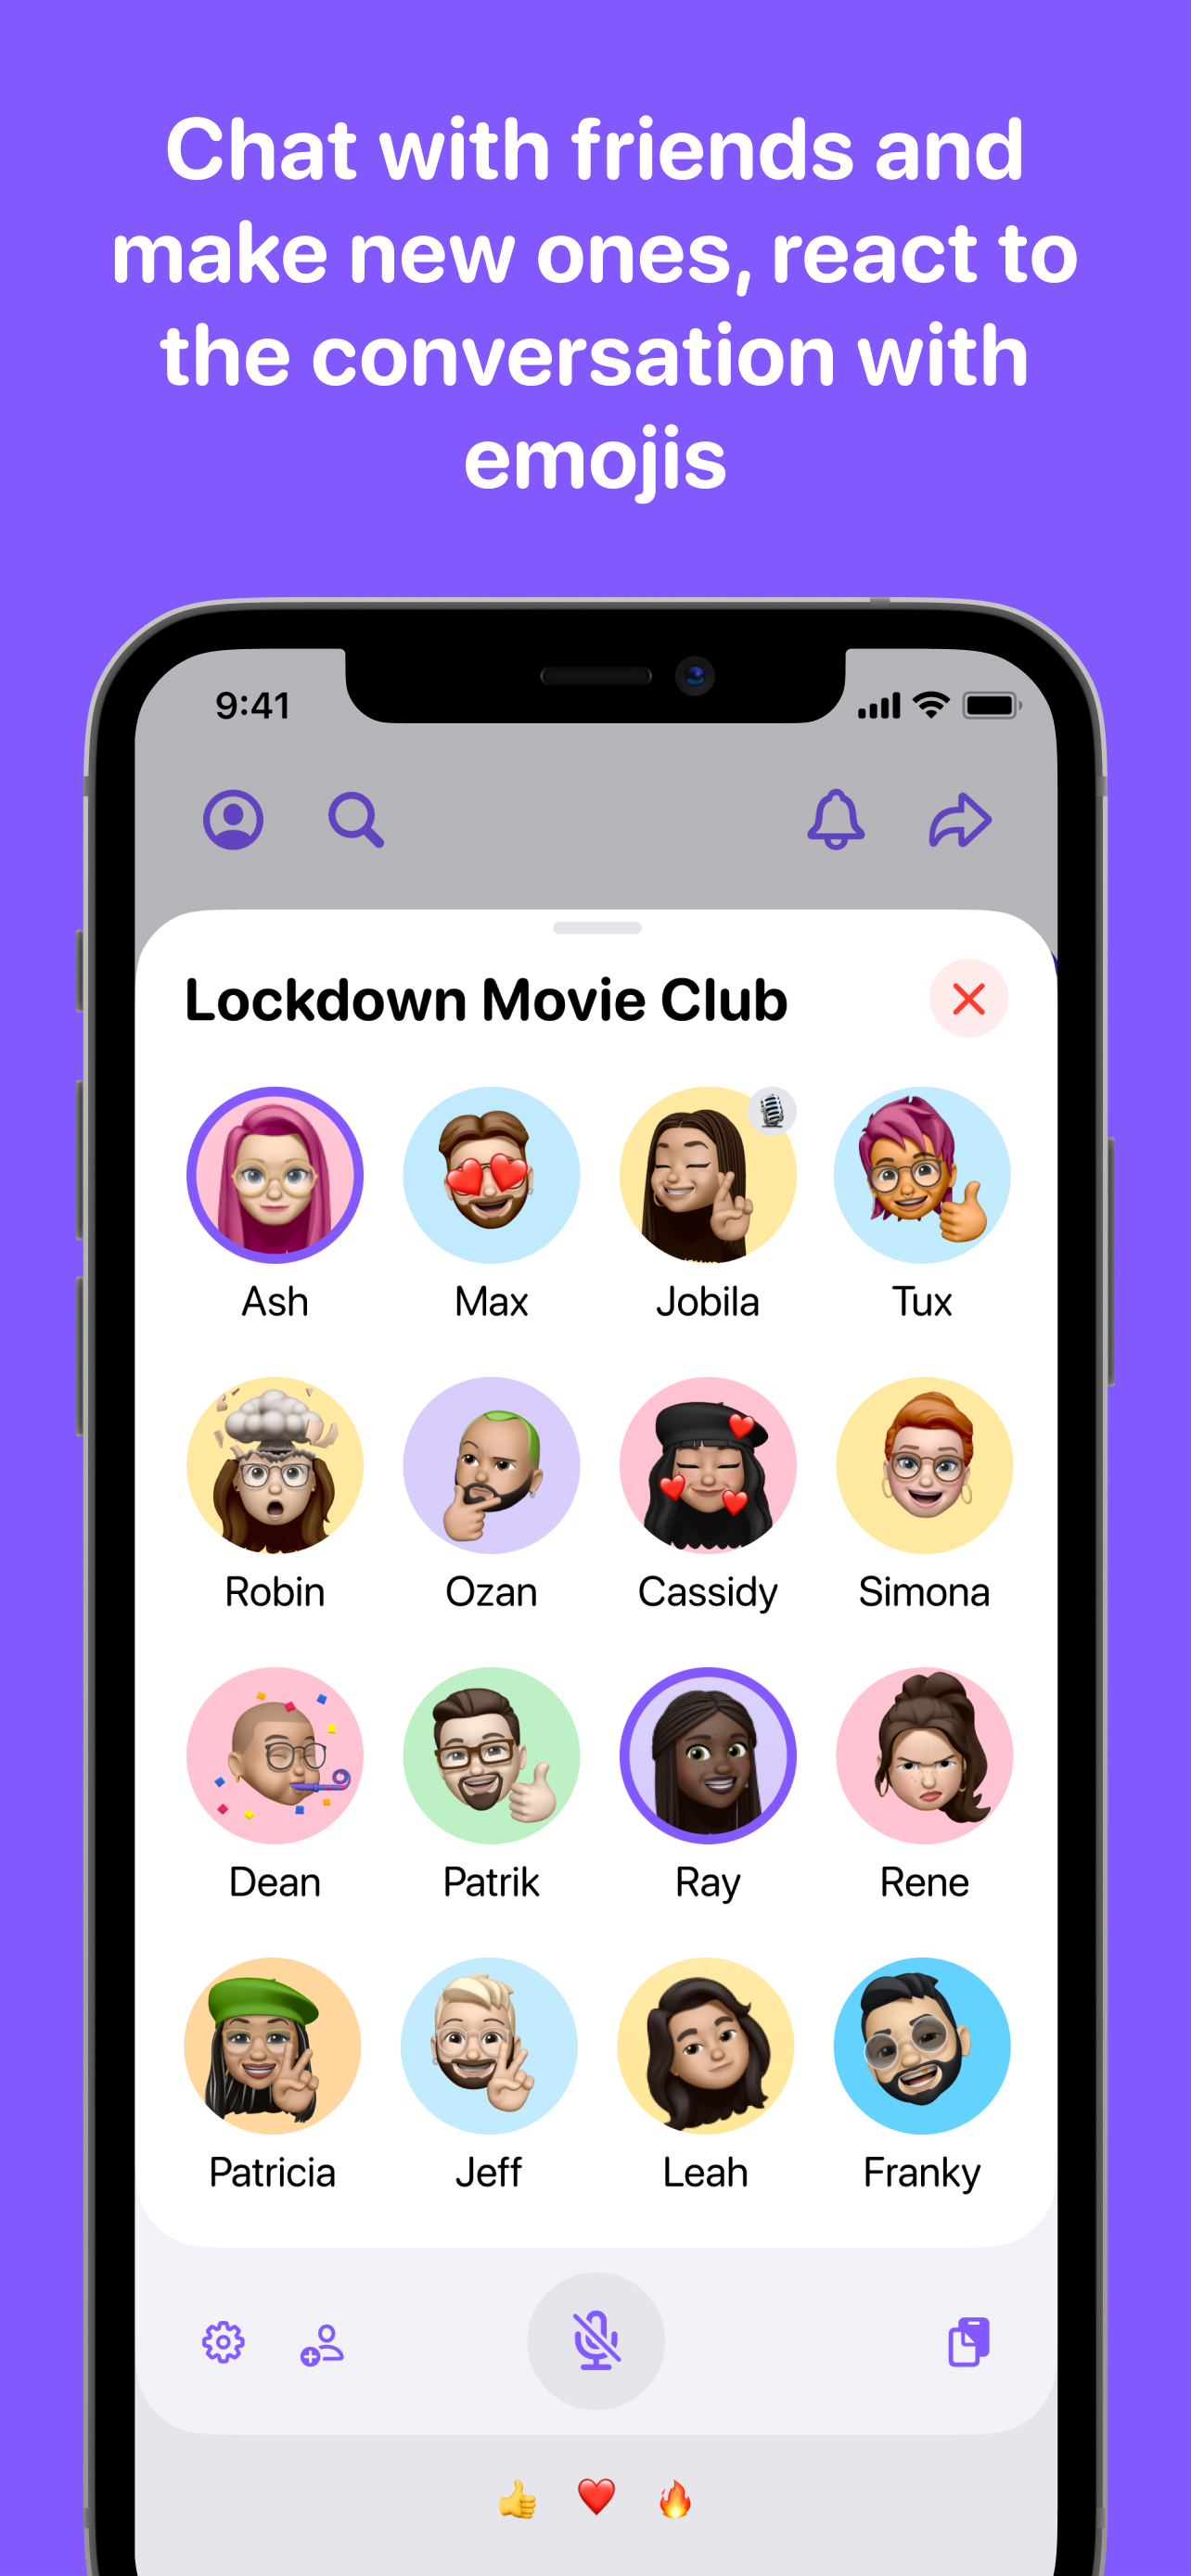 Chat with friends and
make new ones, react to
the conversation with
emojis
9:41
Lockdown Movie Club
Ash Max Jobila Tux
Robin Ozan Cassidy Simona
Dean Patrik Ray Rene
Patricia Jeff Leah Franky